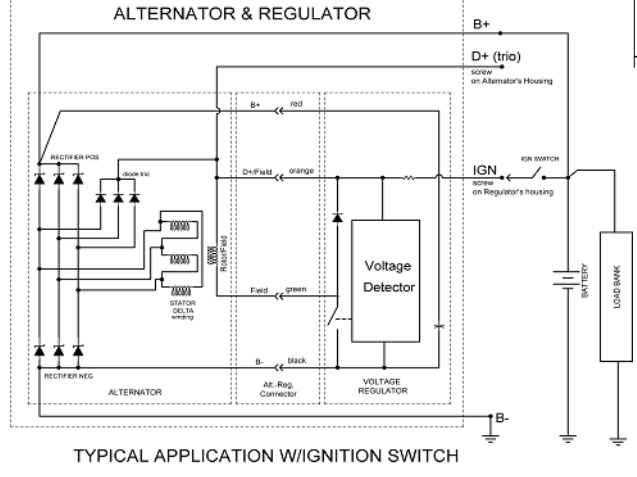 ALTERNATOR & REGULATOR
B+
D+ (trio)
screw
on Alternator's Housing
B+
red
RECTIFIER POS
IGN SWITCH
diode trio
D+/Field
orange
IGN
screw
on Regulator's housing
Rotor/Field
Voltage
Detector
BATTERY
LOAD BANK
STATOR
DELTA
winding
Field
green
B-
black
RECTIFIER NEG
ALTERNATOR
Alt.-Reg.
Connector
VOLTAGE
REGULATOR
B-
TYPICAL APPLICATION W/IGNITION SWITCH